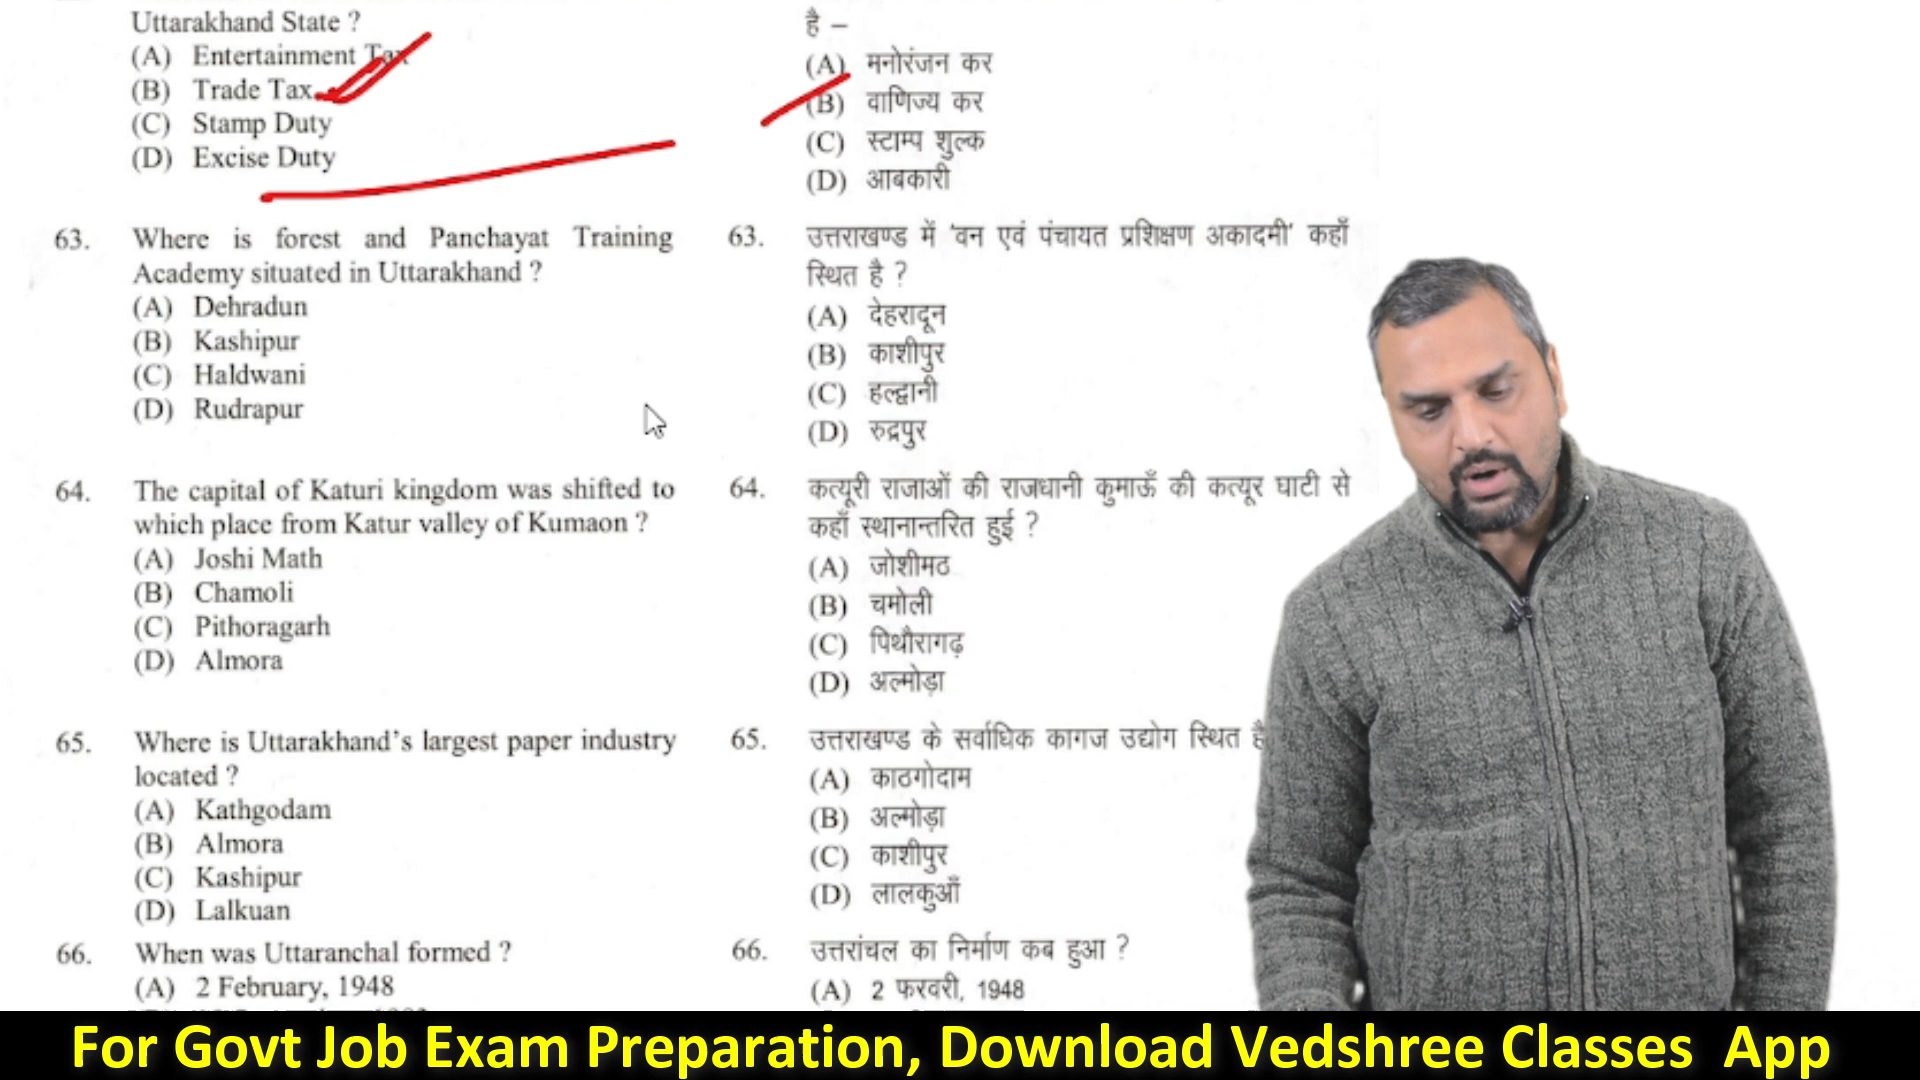 Uttarakhand State ?
(A) Entertainment Tax
(B) Trade Tax
(C) Stamp Duty
(D) Excise Duty
63. Where is forest and Panchayat Training
Academy situated in Uttarakhand ?
(A) Dehradun
(B) Kashipur
(C) Haldwani
(D) Rudrapur
64. The capital of Katuri kingdom was shifted to
which place from Katur valley of Kumaon ?
(A) Joshi Math
(B) Chamoli
(C) Pithoragarh
(D) Almora
65. Where is Uttarakhand's largest paper industry
located ?
(A) Kathgodam
(B) Almora
(C) Kashipur
(D) Lalkuan
66. When was Uttaranchal formed ?
(A) 2 February, 1948
है –
(A) मनोरंजन कर
(B) वाणिज्य कर
(C) स्टाम्प शुल्क
(D) आबकारी
63. उत्तराखण्ड में 'वन एवं पंचायत प्रशिक्षण अकादमी' कहाँ
स्थित है ?
(A) देहरादून
(B) काशीपुर
(C) हल्द्वानी
(D) रुद्रपुर
64. कत्यूरी राजाओं की राजधानी कुमाऊँ की कत्यूर घाटी से
कहाँ स्थानान्तरित हुई ?
(A) जोशीमठ
(B) चमोली
(C) पिथौरागढ़
(D) अल्मोड़ा
65. उत्तराखण्ड के सर्वाधिक कागज उद्योग स्थित है
(A) काठगोदाम
(B) अल्मोड़ा
(C) काशीपुर
(D) लालकुआँ
66. उत्तरांचल का निर्माण कब हुआ ?
(A) 2 फरवरी, 1948
For Govt Job Exam Preparation, Download Vedshree Classes App